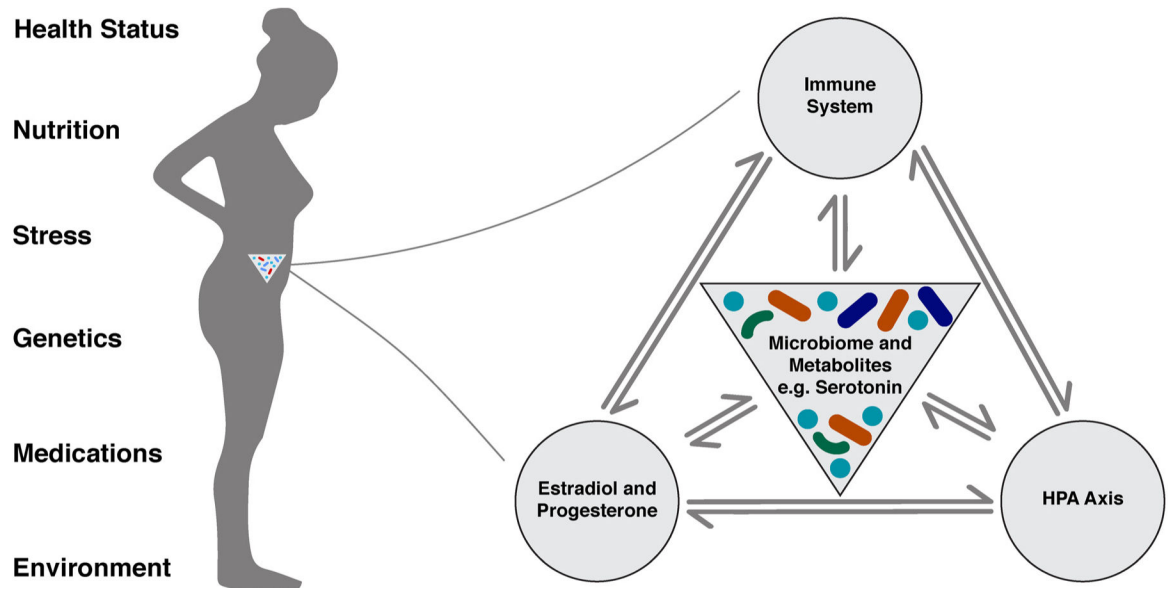 Health Status
Nutrition
Stress
Genetics
Medications
Environment
Immune
System
Microbiome and
Metabolites
e.g. Serotonin
Estradiol and
Progesterone
HPA Axis